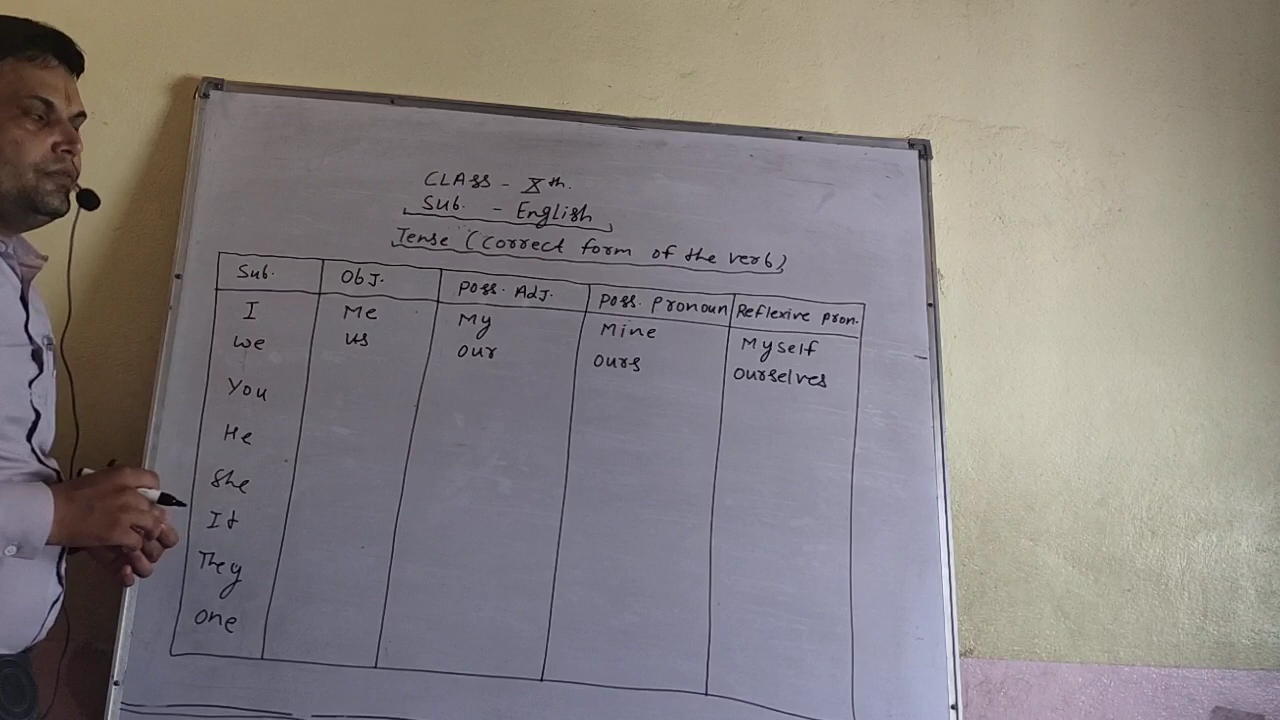 CLASS - Xth.
Sub. - English
Tense (correct form of the verb)
Sub. Obj. Poss. Adj. Poss. Pronoun Reflexive Pron.
I Me My Mine Myself
We us our ours ourselves
You
He
She
It
They
one